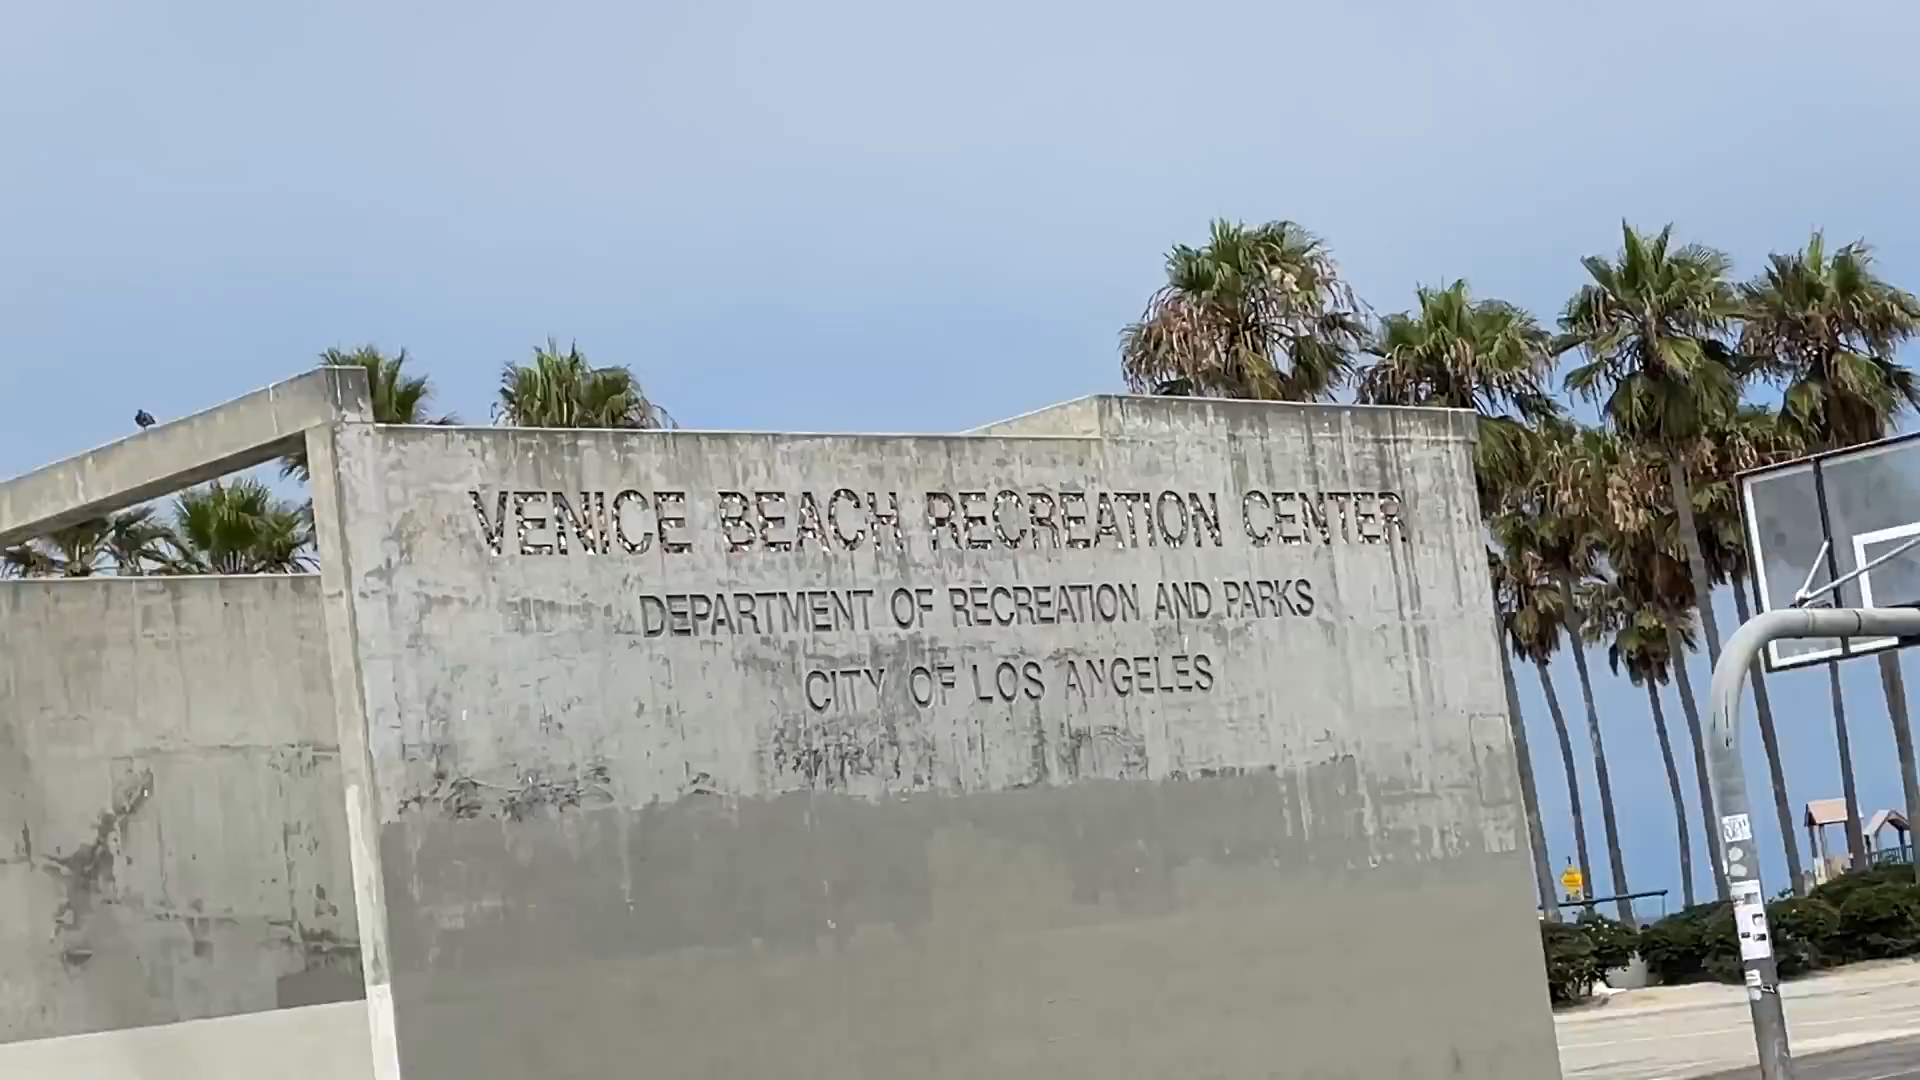 VENICE BEACH RECREATION CENTER
DEPARTMENT OF RECREATION AND PARKS
CITY OF LOS ANGELES